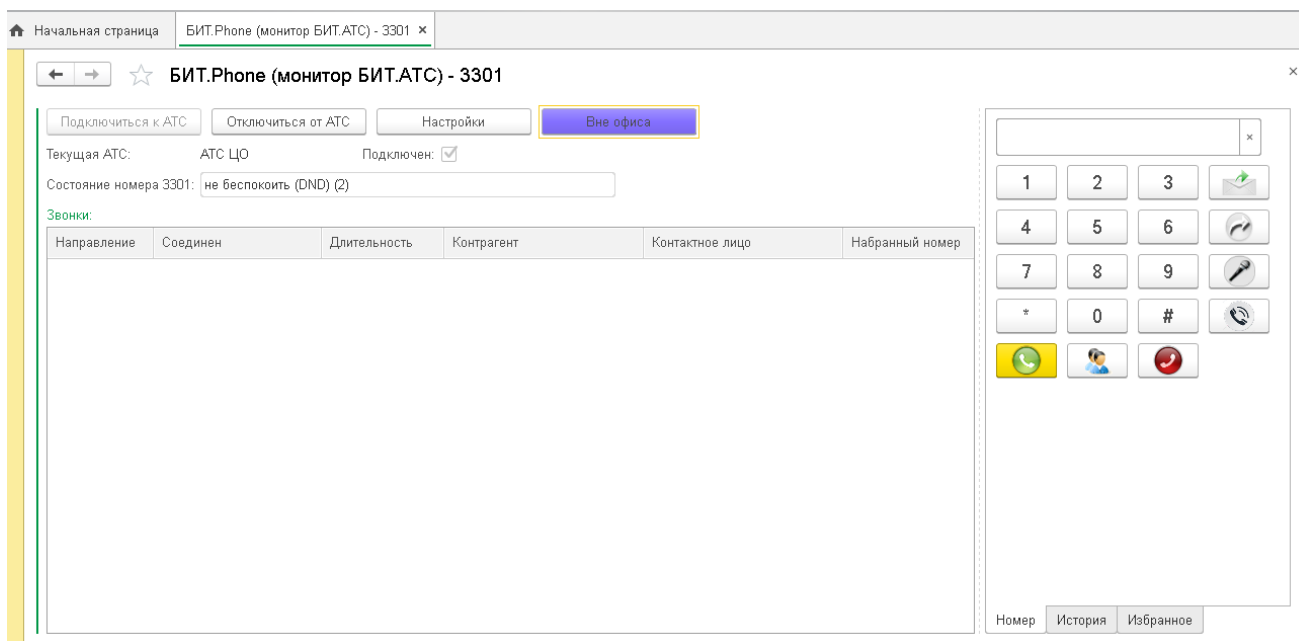 Начальная страница БИТ.Phone (монитор БИТ.АТС) - 3301 ×
БИТ.Phone (монитор БИТ.АТС) - 3301 ×
Подключиться к АТС Отключиться от АТС Настройки Вне офиса
Текущая АТС: АТС ЦО Подключен:
Состояние номера 3301: не беспокоить (DND) (2)
Звонки:
Направление Соединен Длительность Контрагент Контактное лицо Набранный номер
×
1 2 3
4 5 6
7 8 9
* 0 #
Номер История Избранное